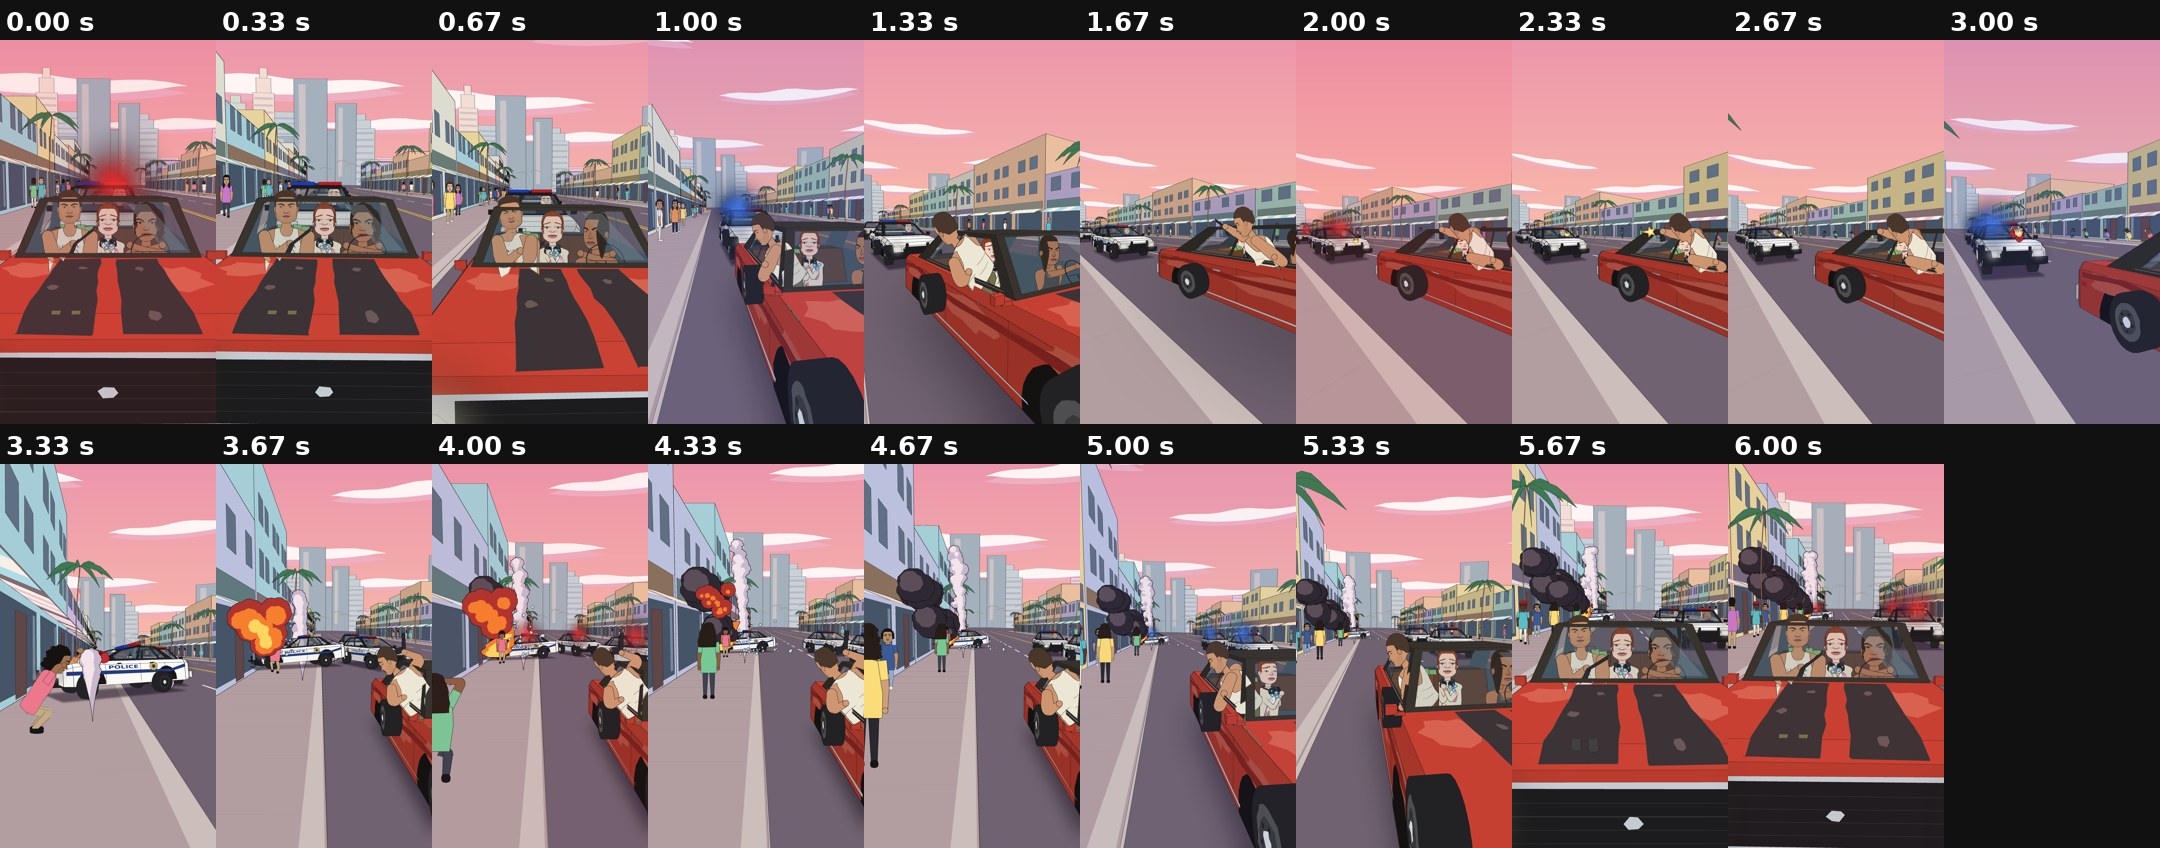 0.00 s
0.33 s
0.67 s
1.00 s
1.33 s
1.67 s
2.00 s
2.33 s
2.67 s
3.00 s
3.33 s
3.67 s
4.00 s
4.33 s
4.67 s
5.00 s
5.33 s
5.67 s
6.00 s
POLICE
POLICE